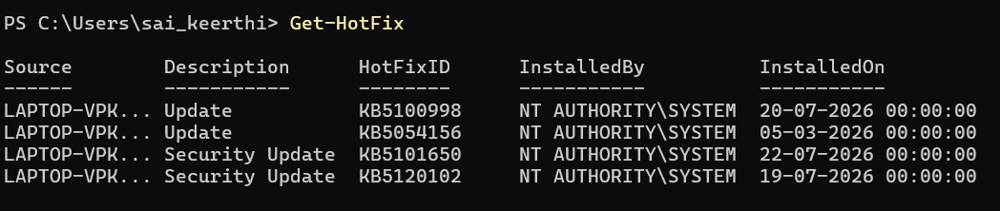 PS C:\Users\sai_keerthi> Get-HotFix
Source        Description      HotFixID      InstalledBy          InstalledOn
------        -----------      --------      -----------          -----------
LAPTOP-VPK... Update           KB5100998     NT AUTHORITY\SYSTEM  20-07-2026 00:00:00
LAPTOP-VPK... Update           KB5054156     NT AUTHORITY\SYSTEM  05-03-2026 00:00:00
LAPTOP-VPK... Security Update  KB5101650     NT AUTHORITY\SYSTEM  22-07-2026 00:00:00
LAPTOP-VPK... Security Update  KB5120102     NT AUTHORITY\SYSTEM  19-07-2026 00:00:00